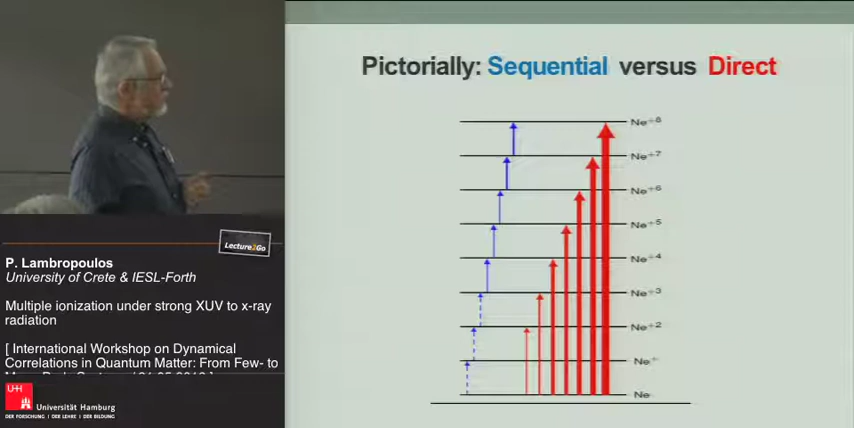 Pictorially: Sequential versus Direct
Ne+8
Ne+7
Ne+6
Ne+5
Ne+4
Ne+3
Ne+2
Ne+
Ne
Lecture2Go
P. Lambropoulos
University of Crete & IESL-Forth
Multiple ionization under strong XUV to x-ray
radiation
[ International Workshop on Dynamical
Correlations in Quantum Matter: From Few- to
UH
Universität Hamburg
DER FORSCHUNG | DER LEHRE | DER BILDUNG